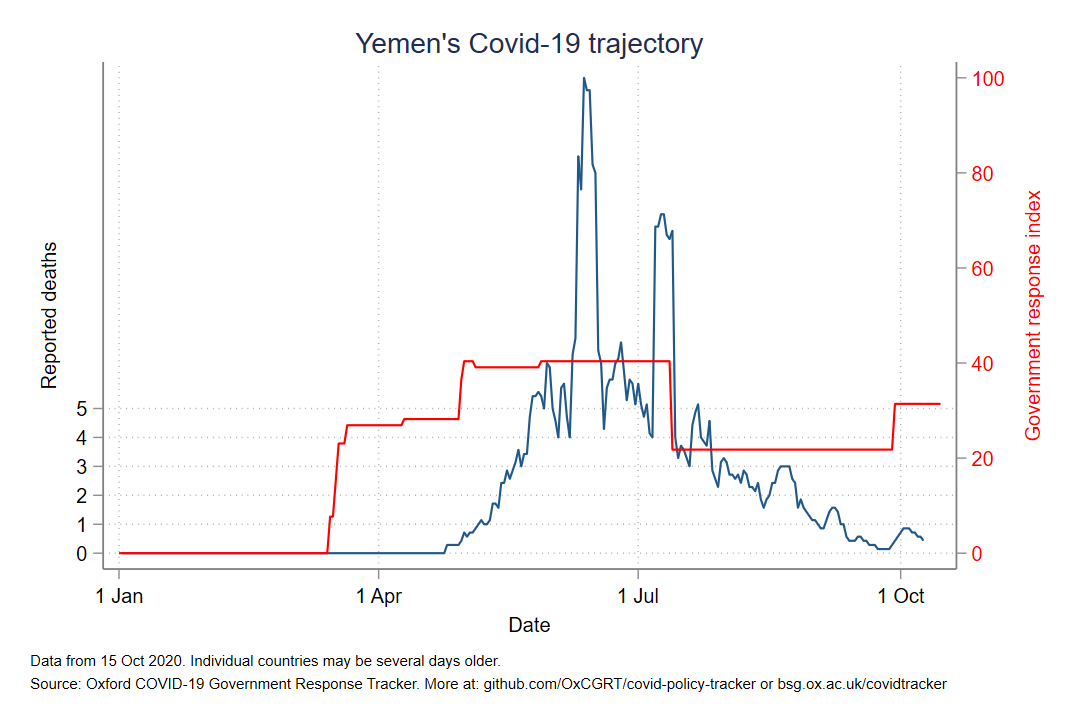 Yemen's Covid-19 trajectory
Reported deaths
5
4
3
2
1
0
100
80
60
40
20
0
Government response index
1 Jan
1 Apr
1 Jul
1 Oct
Date
Data from 15 Oct 2020. Individual countries may be several days older.
Source: Oxford COVID-19 Government Response Tracker. More at: github.com/OxCGRT/covid-policy-tracker or bsg.ox.ac.uk/covidtracker